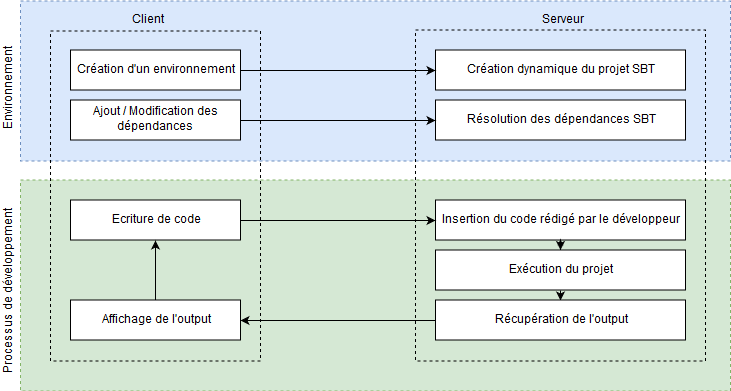 Client
Serveur
Environnement
Création d'un environnement
Création dynamique du projet SBT
Ajout / Modification des
dépendances
Résolution des dépendances SBT
Processus de développement
Ecriture de code
Insertion du code rédigé par le développeur
Exécution du projet
Affichage de l'output
Récupération de l'output